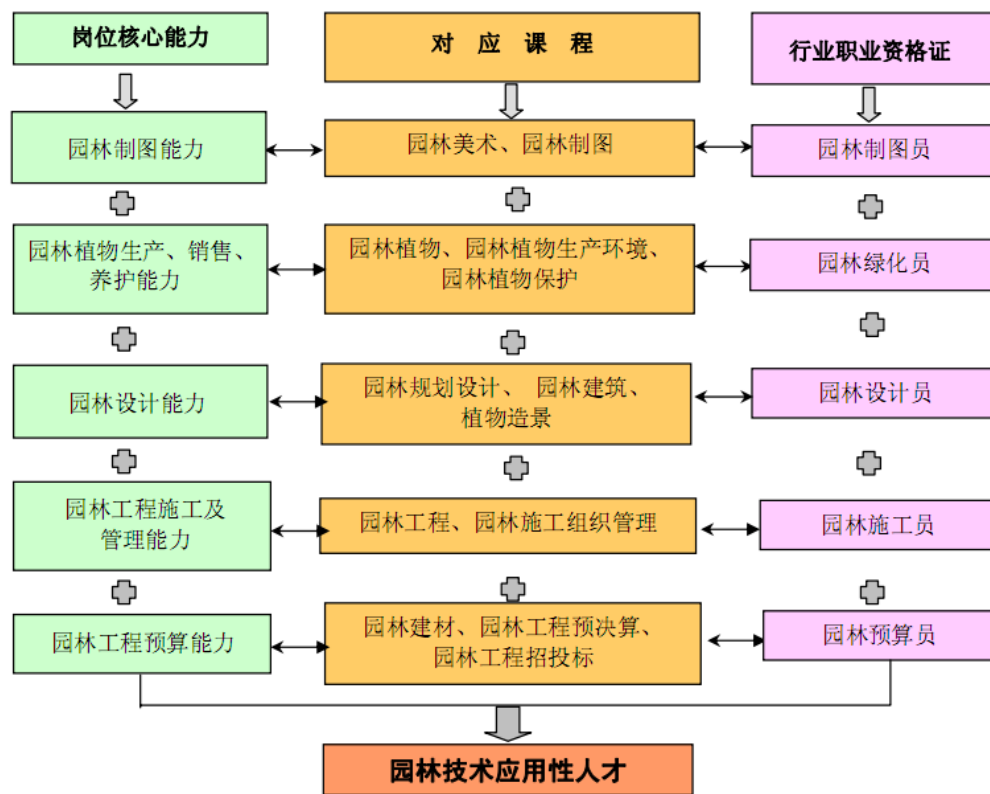 岗位核心能力
对 应 课 程
行业职业资格证
园林制图能力
园林美术、园林制图
园林制图员
园林植物生产、销售、
养护能力
园林植物、园林植物生产环境、
园林植物保护
园林绿化员
园林设计能力
园林规划设计、 园林建筑、
植物造景
园林设计员
园林工程施工及
管理能力
园林工程、园林施工组织管理
园林施工员
园林工程预算能力
园林建材、园林工程预决算、
园林工程招投标
园林预算员
园林技术应用性人才